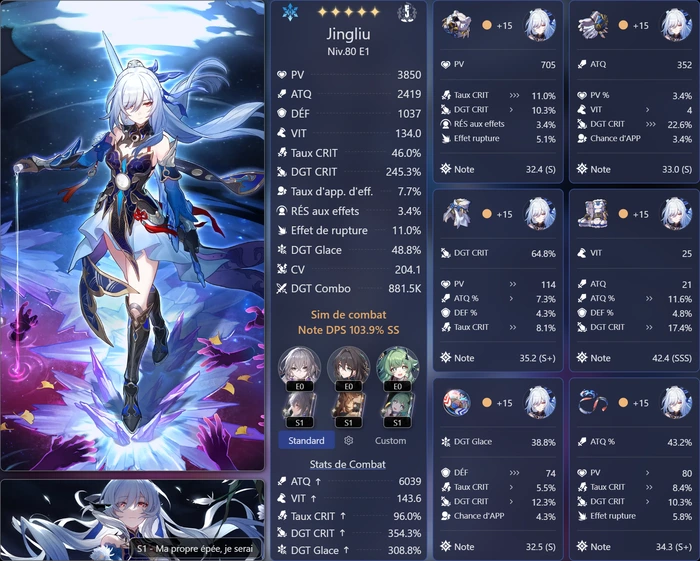 Jingliu
Niv.80 E1
PV 3850
ATQ 2419
DÉF 1037
VIT 134.0
Taux CRIT 46.0%
DGT CRIT 245.3%
Taux d'app. d'eff. 7.7%
RÉS aux effets 3.4%
Effet de rupture 11.0%
DGT Glace 48.8%
CV 204.1
DGT Combo 881.5K
Sim de combat
Note DPS 103.9% SS
E0 E0 E0
S1 S1 S1
Standard Custom
Stats de Combat
ATQ ↑ 6039
VIT ↑ 143.6
Taux CRIT ↑ 96.0%
DGT CRIT ↑ 354.3%
DGT Glace ↑ 308.8%
S1 - Ma propre épée, je serai
+15
PV 705
Taux CRIT >>> 11.0%
DGT CRIT > 10.3%
RÉS aux effets 3.4%
Effet rupture 5.1%
Note 32.4 (S)
+15
ATQ 352
PV % 3.4%
VIT > 4
DGT CRIT >>> 22.6%
Chance d'APP 3.4%
Note 33.0 (S)
+15
DGT CRIT 64.8%
PV >> 114
ATQ % > 7.3%
DEF % 4.3%
Taux CRIT >> 8.1%
Note 35.2 (S+)
+15
VIT 25
ATQ 21
ATQ % >> 11.6%
DEF % 4.8%
DGT CRIT >> 17.4%
Note 42.4 (SSS)
+15
DGT Glace 38.8%
DÉF >>> 74
Taux CRIT > 5.5%
DGT CRIT > 12.3%
Chance d'APP 4.3%
Note 32.5 (S)
+15
ATQ % 43.2%
PV > 80
Taux CRIT >> 8.4%
DGT CRIT > 10.3%
Effet rupture 5.8%
Note 34.3 (S+)